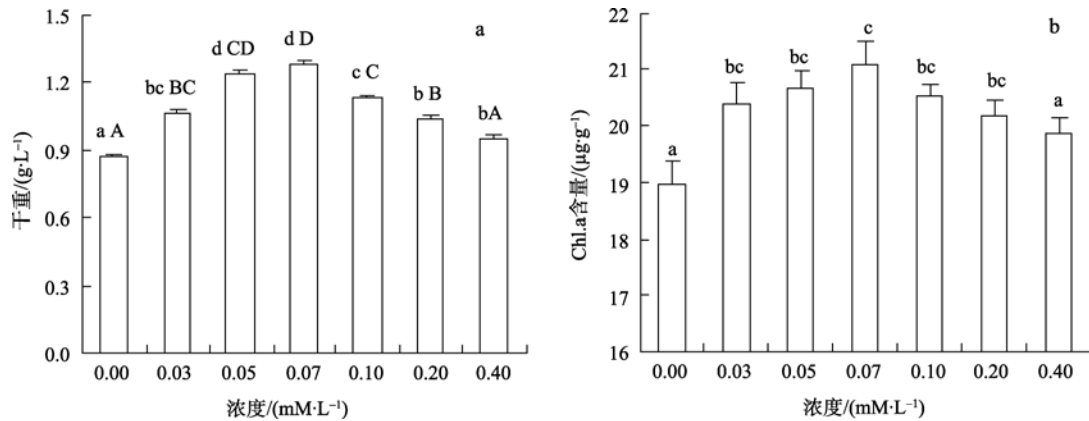 a
1.5
1.2
0.9
0.6
0.3
0.0
干重/(g·L⁻¹)
a A
bc BC
d CD
d D
c C
b B
bA
0.00 0.03 0.05 0.07 0.10 0.20 0.40
浓度/(mM·L⁻¹)
b
22
21
20
19
18
17
16
Chl.a含量/(μg·g⁻¹)
a
bc
bc
c
bc
bc
a
0.00 0.03 0.05 0.07 0.10 0.20 0.40
浓度/(mM·L⁻¹)